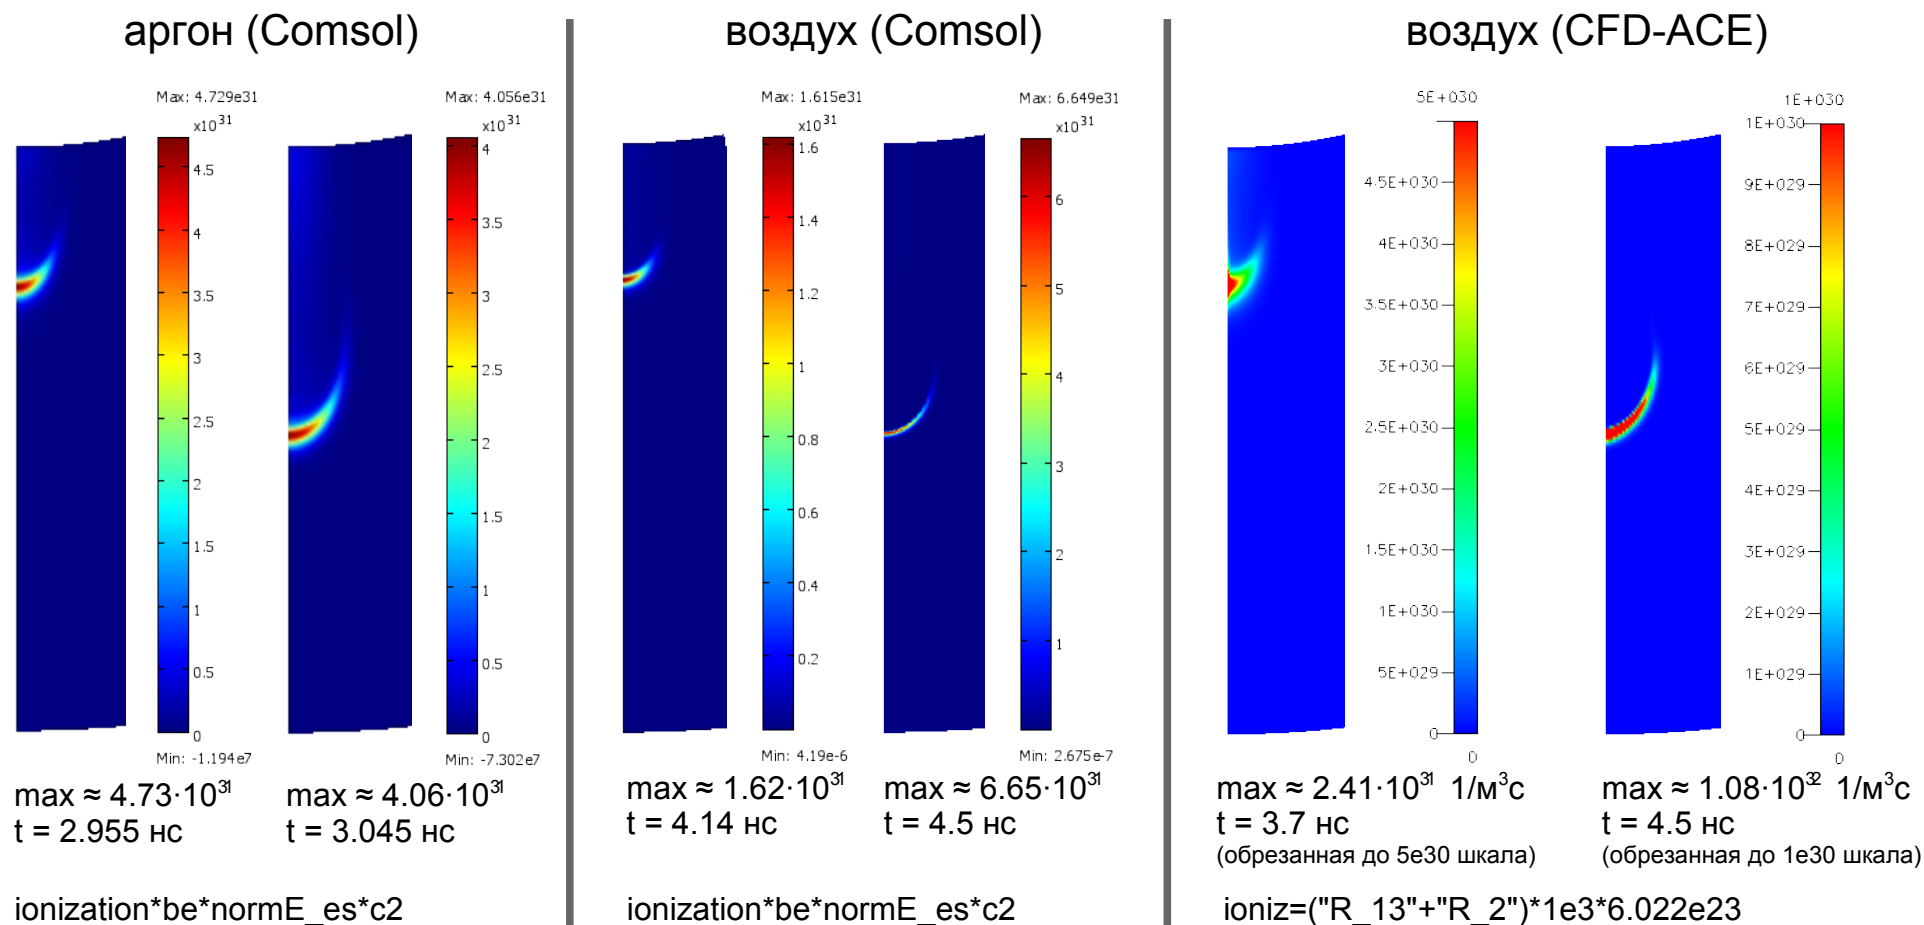 аргон (Comsol)
Max: 4.729e31
x10³¹
4.5
4
3.5
3
2.5
2
1.5
1
0.5
0
Min: -1.194e7
Max: 4.056e31
x10³¹
4
3.5
3
2.5
2
1.5
1
0.5
0
Min: -7.302e7
max ≈ 4.73·10³¹
t = 2.955 нс
max ≈ 4.06·10³¹
t = 3.045 нс
ionization*be*normE_es*c2
воздух (Comsol)
Max: 1.615e31
x10³¹
1.6
1.4
1.2
1
0.8
0.6
0.4
0.2
Min: 4.19e-6
Max: 6.649e31
x10³¹
6
5
4
3
2
1
Min: 2.675e-7
max ≈ 1.62·10³¹
t = 4.14 нс
max ≈ 6.65·10³¹
t = 4.5 нс
ionization*be*normE_es*c2
воздух (CFD-ACE)
5E+030
4.5E+030
4E+030
3.5E+030
3E+030
2.5E+030
2E+030
1.5E+030
1E+030
5E+029
0
0
1E+030
1E+030
9E+029
8E+029
7E+029
6E+029
5E+029
4E+029
3E+029
2E+029
1E+029
0
0
max ≈ 2.41·10³¹ 1/м³с
t = 3.7 нс
(обрезанная до 5e30 шкала)
max ≈ 1.08·10³² 1/м³с
t = 4.5 нс
(обрезанная до 1e30 шкала)
ioniz=("R_13"+"R_2")*1e3*6.022e23